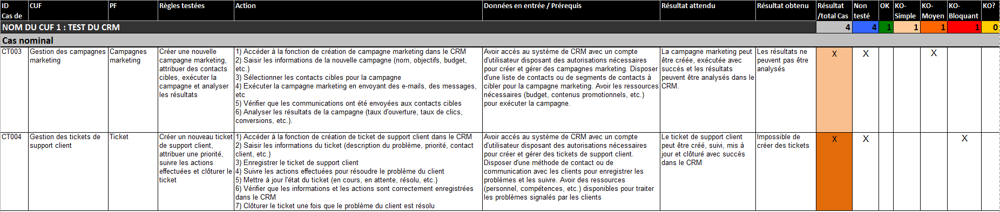 ID Cas de
CUF
PF
Règles testées
Action
Données en entrée / Prérequis
Résultat attendu
Résultat obtenu
Résultat /total Cas
Non testé
OK
KO-Simple
KO-Moyen
KO-Bloquant
KO?
NOM DU CUF 1 : TEST DU CRM
4
4
1
1
1
1
0
Cas nominal
CT003
Gestion des campagnes
marketing
Campagnes
marketing
Créer une nouvelle
campagne marketing,
attribuer des contacts
cibles, exécuter la
campagne et analyser
les résultats
1) Accéder à la fonction de création de campagne marketing dans le CRM
2) Saisir les informations de la nouvelle campagne (nom, objectifs, budget,
etc.)
3) Sélectionner les contacts cibles pour la campagne
4) Exécuter la campagne marketing en envoyant des e-mails, des messages,
etc
5) Vérifier que les communications ont été envoyées aux contacts cibles
6) Analyser les résultats de la campagne (taux d'ouverture, taux de clics,
conversions, etc.).
Avoir accès au système de CRM avec un compte
d'utilisateur disposant des autorisations nécessaires
pour créer et gérer des campagnes marketing. Disposer
d'une liste de contacts ou de segments de contacts à
cibler pour la campagne marketing. Avoir les ressources
nécessaires (budget, contenus promotionnels, etc.)
pour exécuter la campagne.
La campagne marketing peut
être créée, exécutée avec
succès et les résultats
peuvent être analysés dans le
CRM.
Les résultats ne
peuvent pas être
analysés
X
X
X
CT004
Gestion des tickets de
support client
Ticket
Créer un nouveau ticket
de support client,
attribuer une priorité,
suivre les actions
effectuées et clôturer le
ticket
1) Accéder à la fonction de création de ticket de support client dans le CRM
2) Saisir les informations du ticket (description du problème, priorité, contact
client, etc.)
3) Enregistrer le ticket de support client
4) Suivre les actions effectuées pour résoudre le problème du client
5) Mettre à jour l'état du ticket (en cours, en attente, résolu, etc.)
6) Vérifier que les informations et les actions sont correctement enregistrées
dans le CRM
7) Clôturer le ticket une fois que le problème du client est résolu
Avoir accès au système de CRM avec un compte
d'utilisateur disposant des autorisations nécessaires
pour créer et gérer des tickets de support client.
Disposer d'une méthode de contact ou de
communication avec les clients pour enregistrer les
problèmes et les suivre. Avoir des ressources
(personnel, compétences, etc.) disponibles pour traiter
les problèmes signalés par les clients
Le ticket de support client
peut être créé, suivi, mis à
jour et clôturé avec succès
dans le CRM
Impossible de
créer des tickets
X
X
X